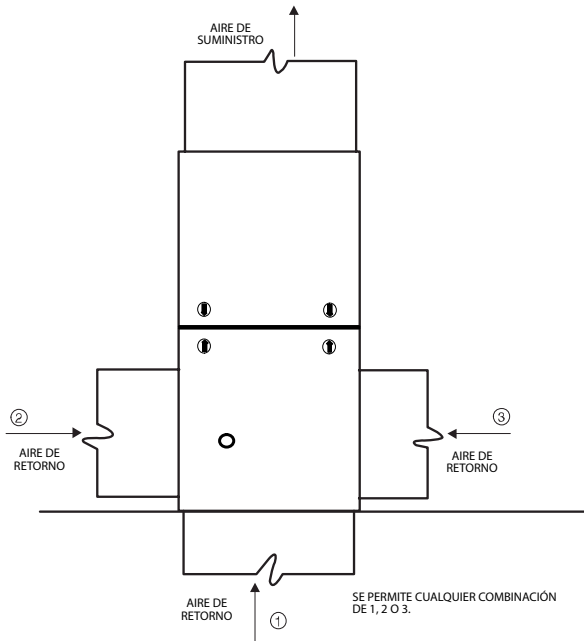 AIRE DE
SUMINISTRO
②
AIRE DE
RETORNO
③
AIRE DE
RETORNO
AIRE DE
RETORNO
①
SE PERMITE CUALQUIER COMBINACIÓN
DE 1, 2 O 3.